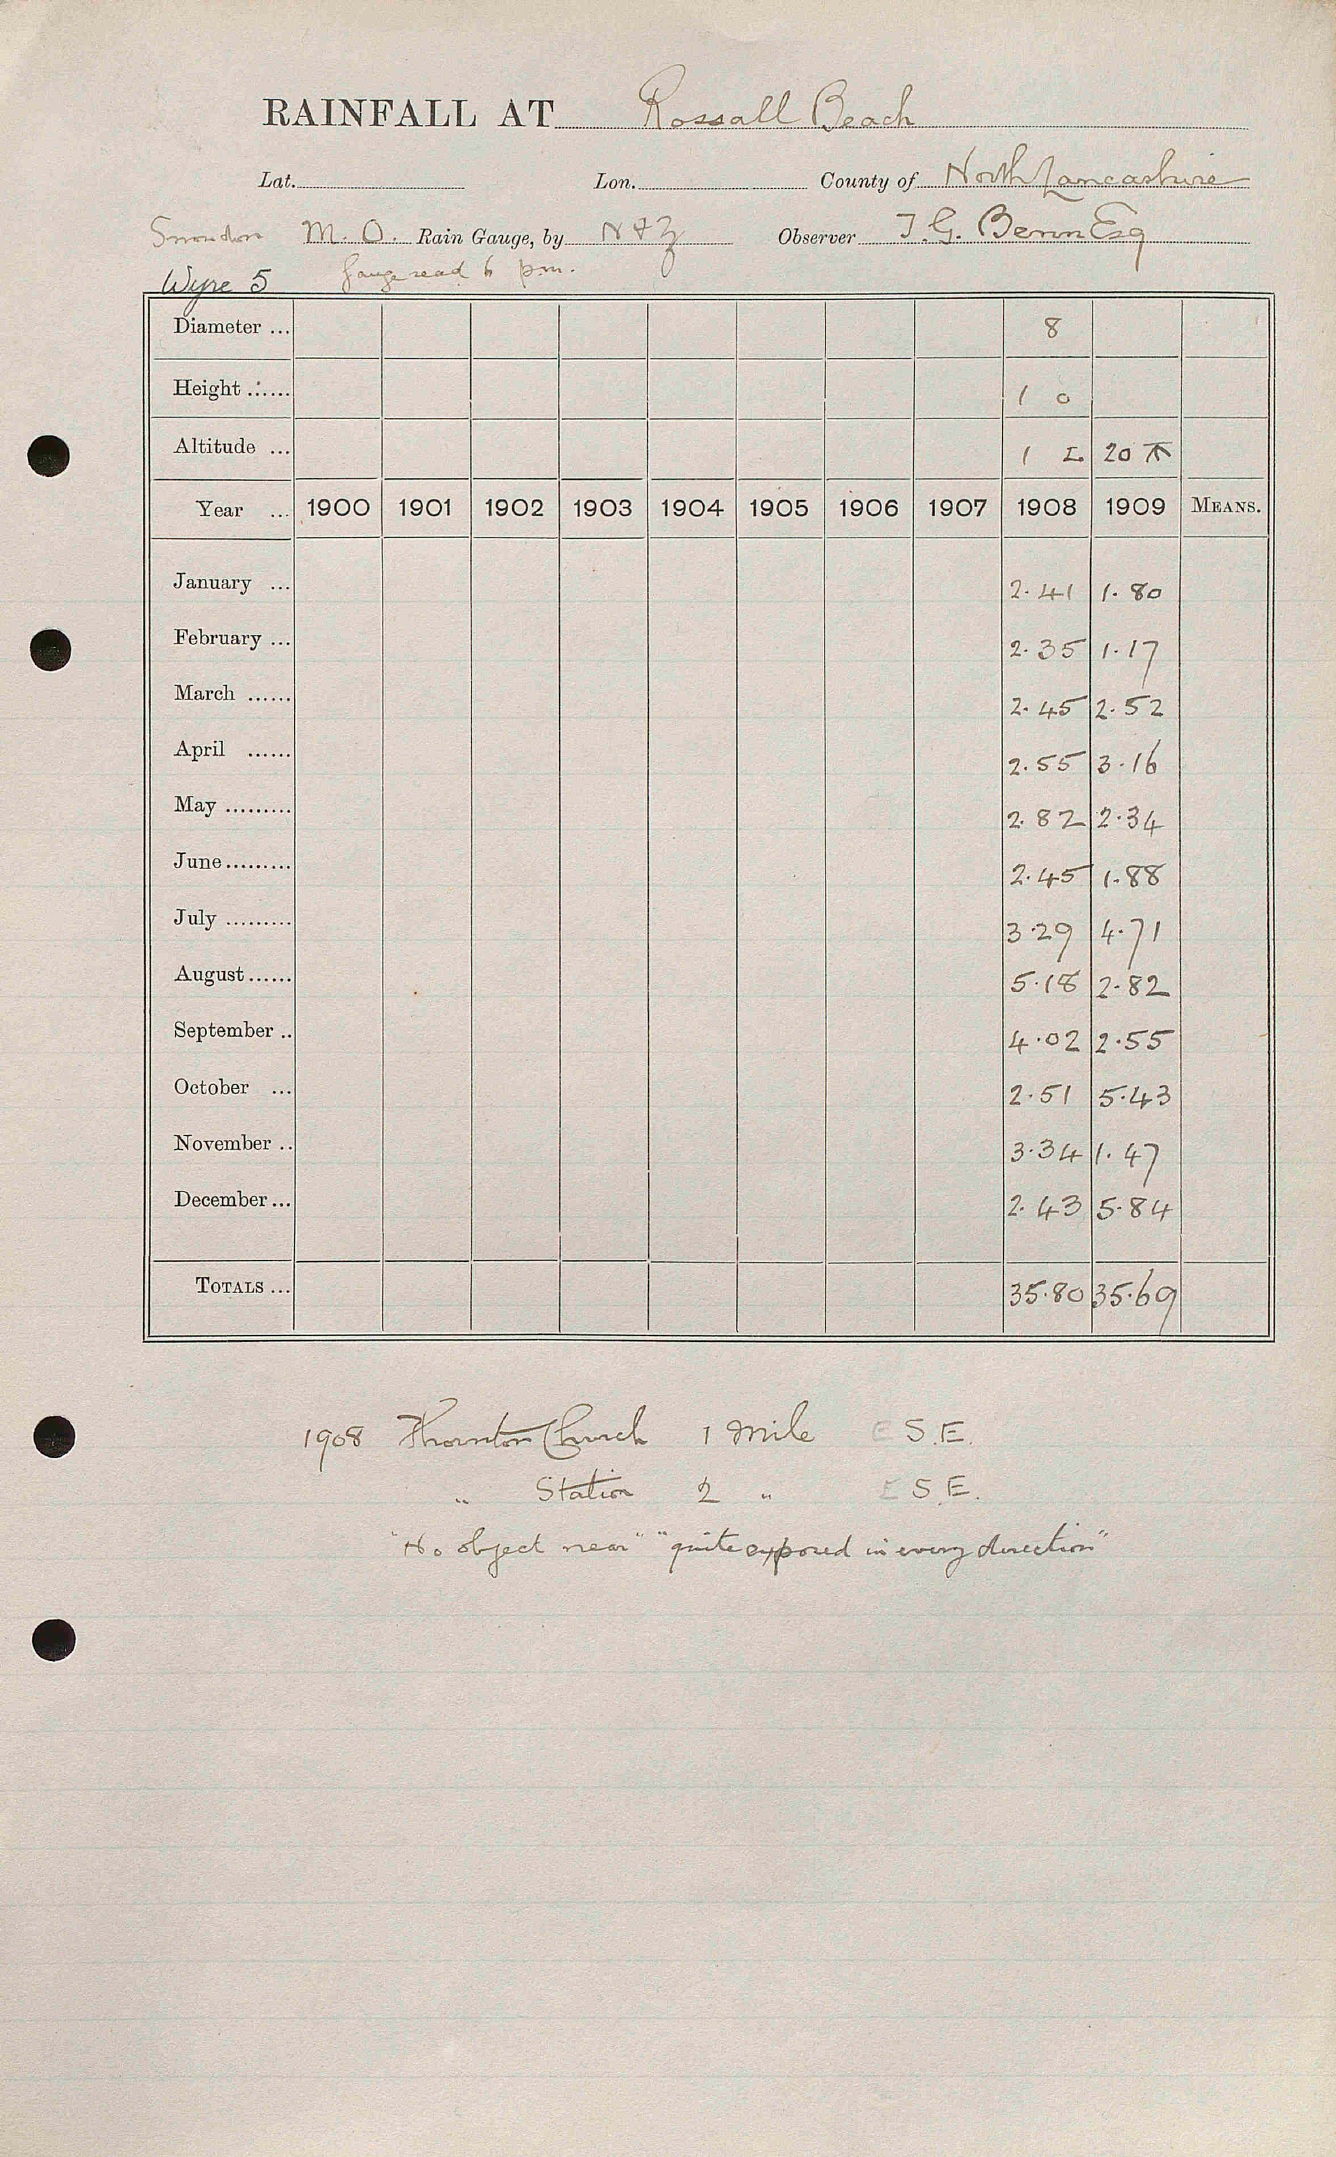 RAINFALL AT Rossall Beach
Lat. Lon. County of North Lancashire
Snowdon M.O. Rain Gauge, by N & Z Observer T. G. Benn Esq
Wyre 5 gauge read 6 p.m.
Diameter ... 8
Height ...... 1 0
Altitude ... 1 20
Year ... 1900 1901 1902 1903 1904 1905 1906 1907 1908 1909 MEANS.
January ... 2.41 1.80
February ... 2.35 1.17
March ...... 2.45 2.52
April ...... 2.55 3.16
May ......... 2.82 2.34
June ......... 2.45 1.88
July ......... 3.29 4.71
August ...... 5.18 2.82
September .. 4.02 2.55
October ... 2.51 5.43
November .. 3.34 1.47
December ... 2.43 5.84
TOTALS ... 35.80 35.69
1908 Thornton Church 1 Mile E S.E.
" Station 2 " E S.E.
"No object near" "quite exposed in every direction"